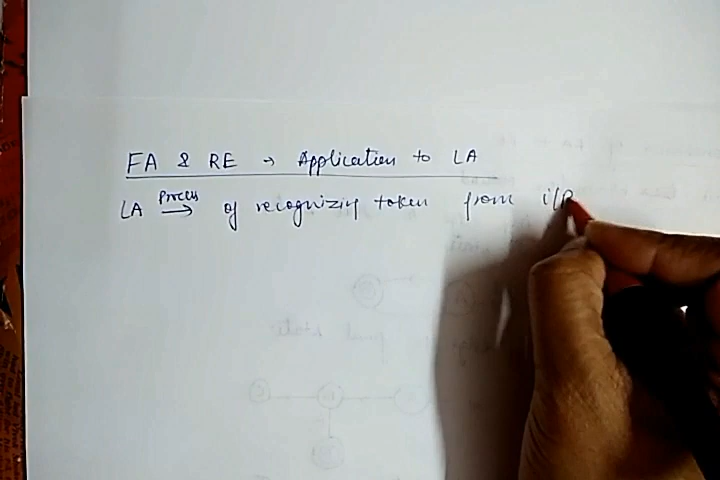 FA & RE → Application to LA
LA Process → of recognizing token from i/P